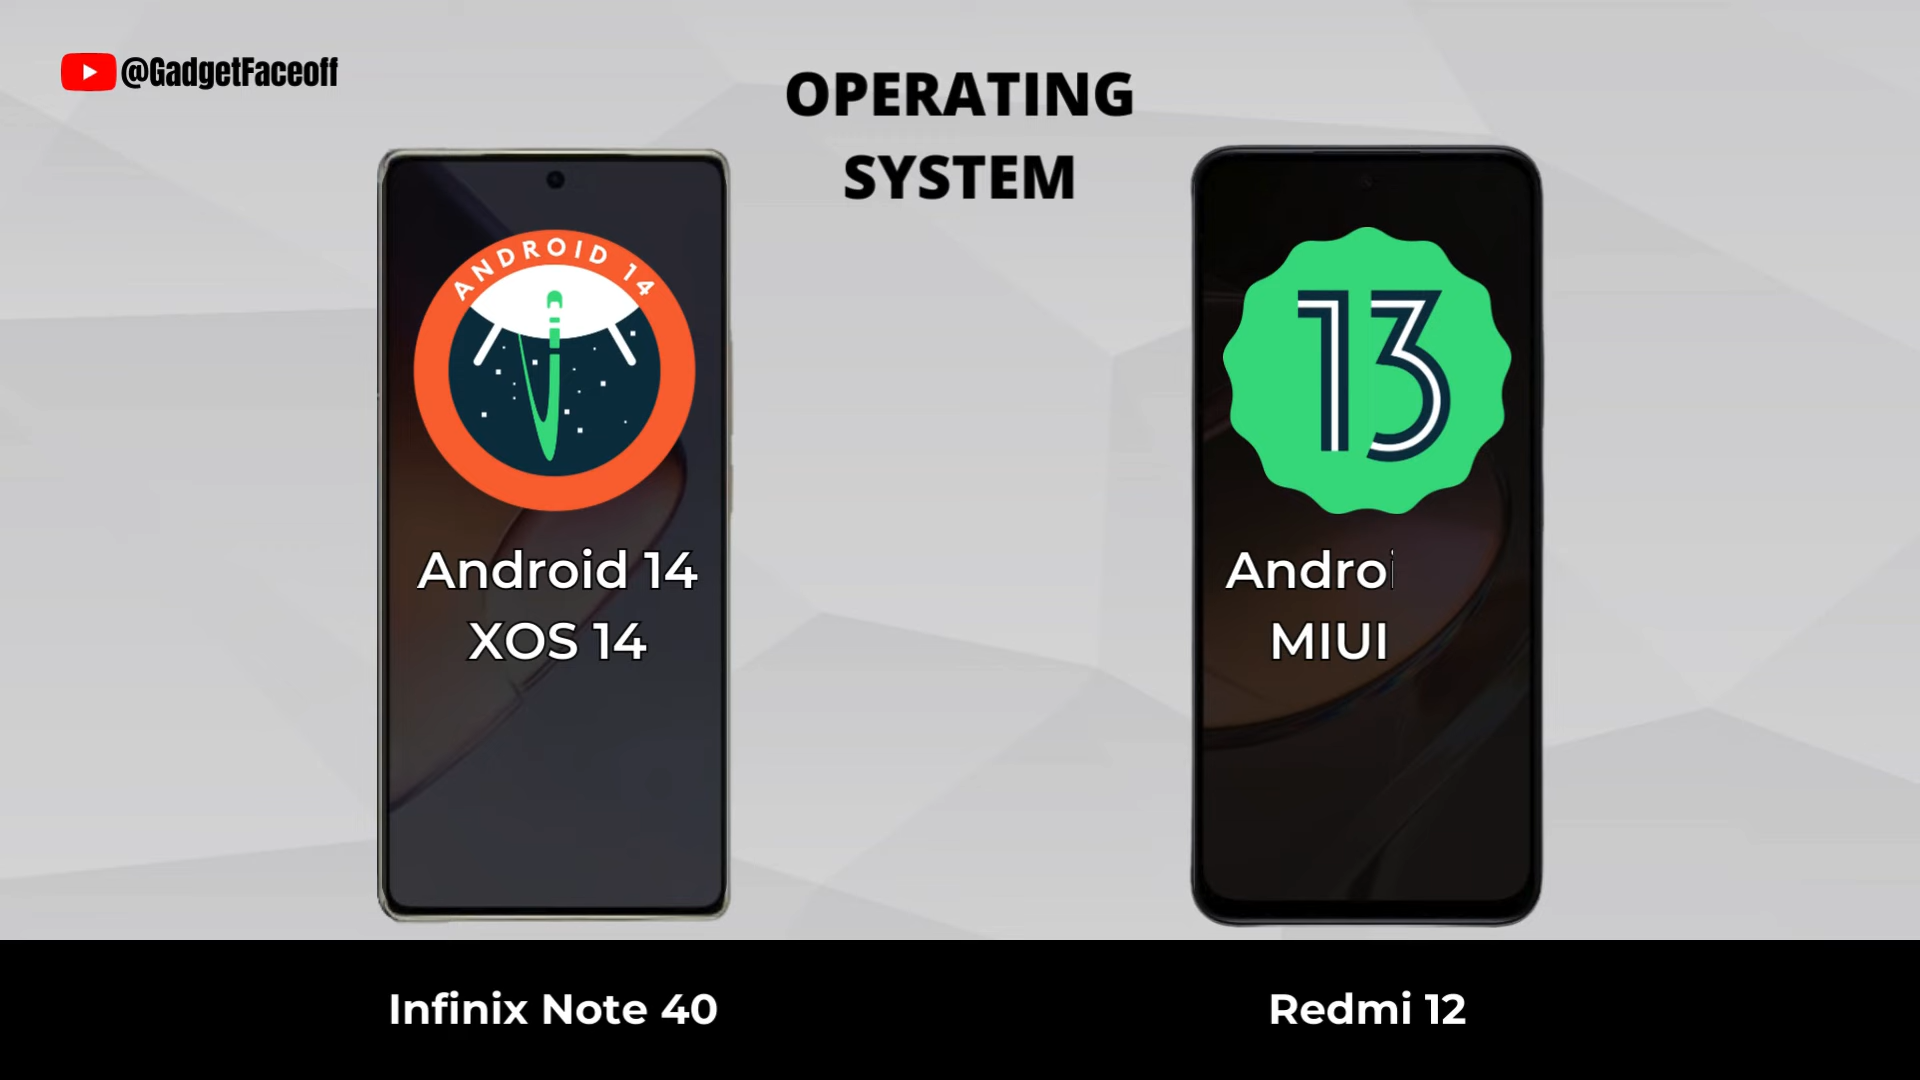 @GadgetFaceoff
OPERATING
SYSTEM
ANDROID 14
13
Android 14
XOS 14
Androi
MIUI
Infinix Note 40
Redmi 12